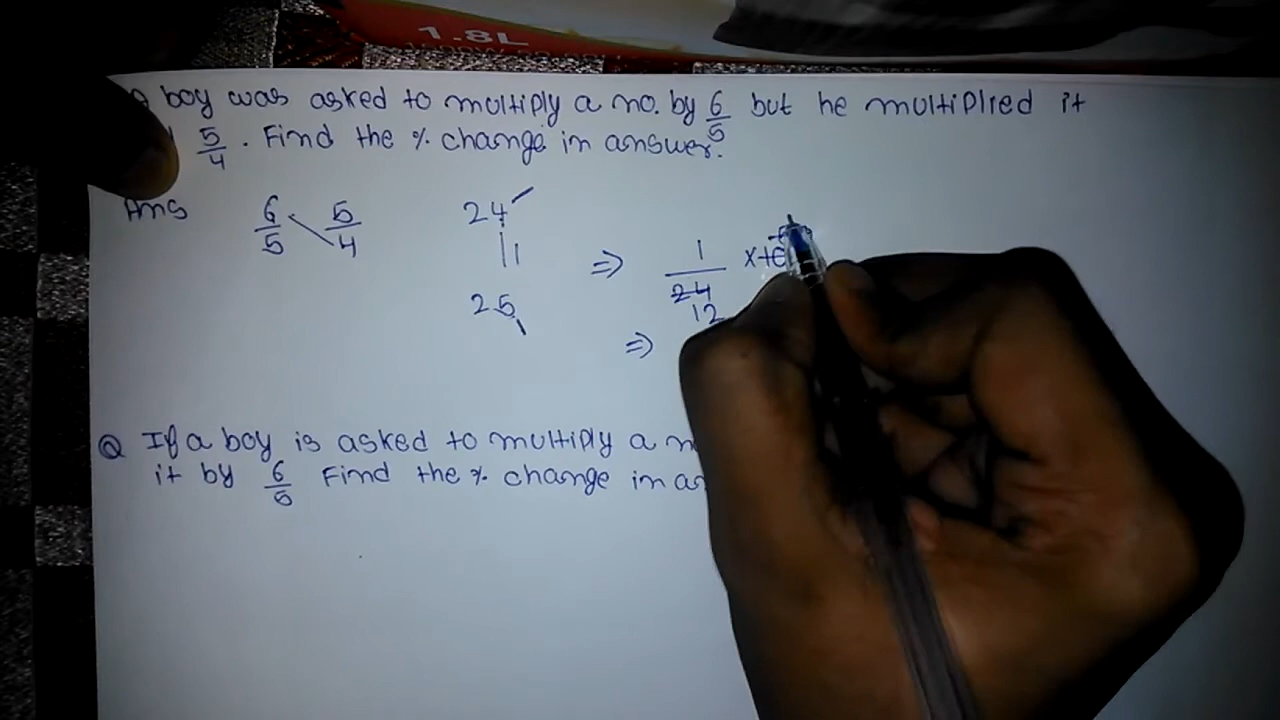 1.8L
boy was asked to multiply a no. by 6/5 but he multiplied it
5/4 . Find the % change in answer.
Ans 6/5 5/4 24 || 25
⇒ 1/24 12
⇒
Q If a boy is asked to multiply a
it by 6/5 Find the % change in